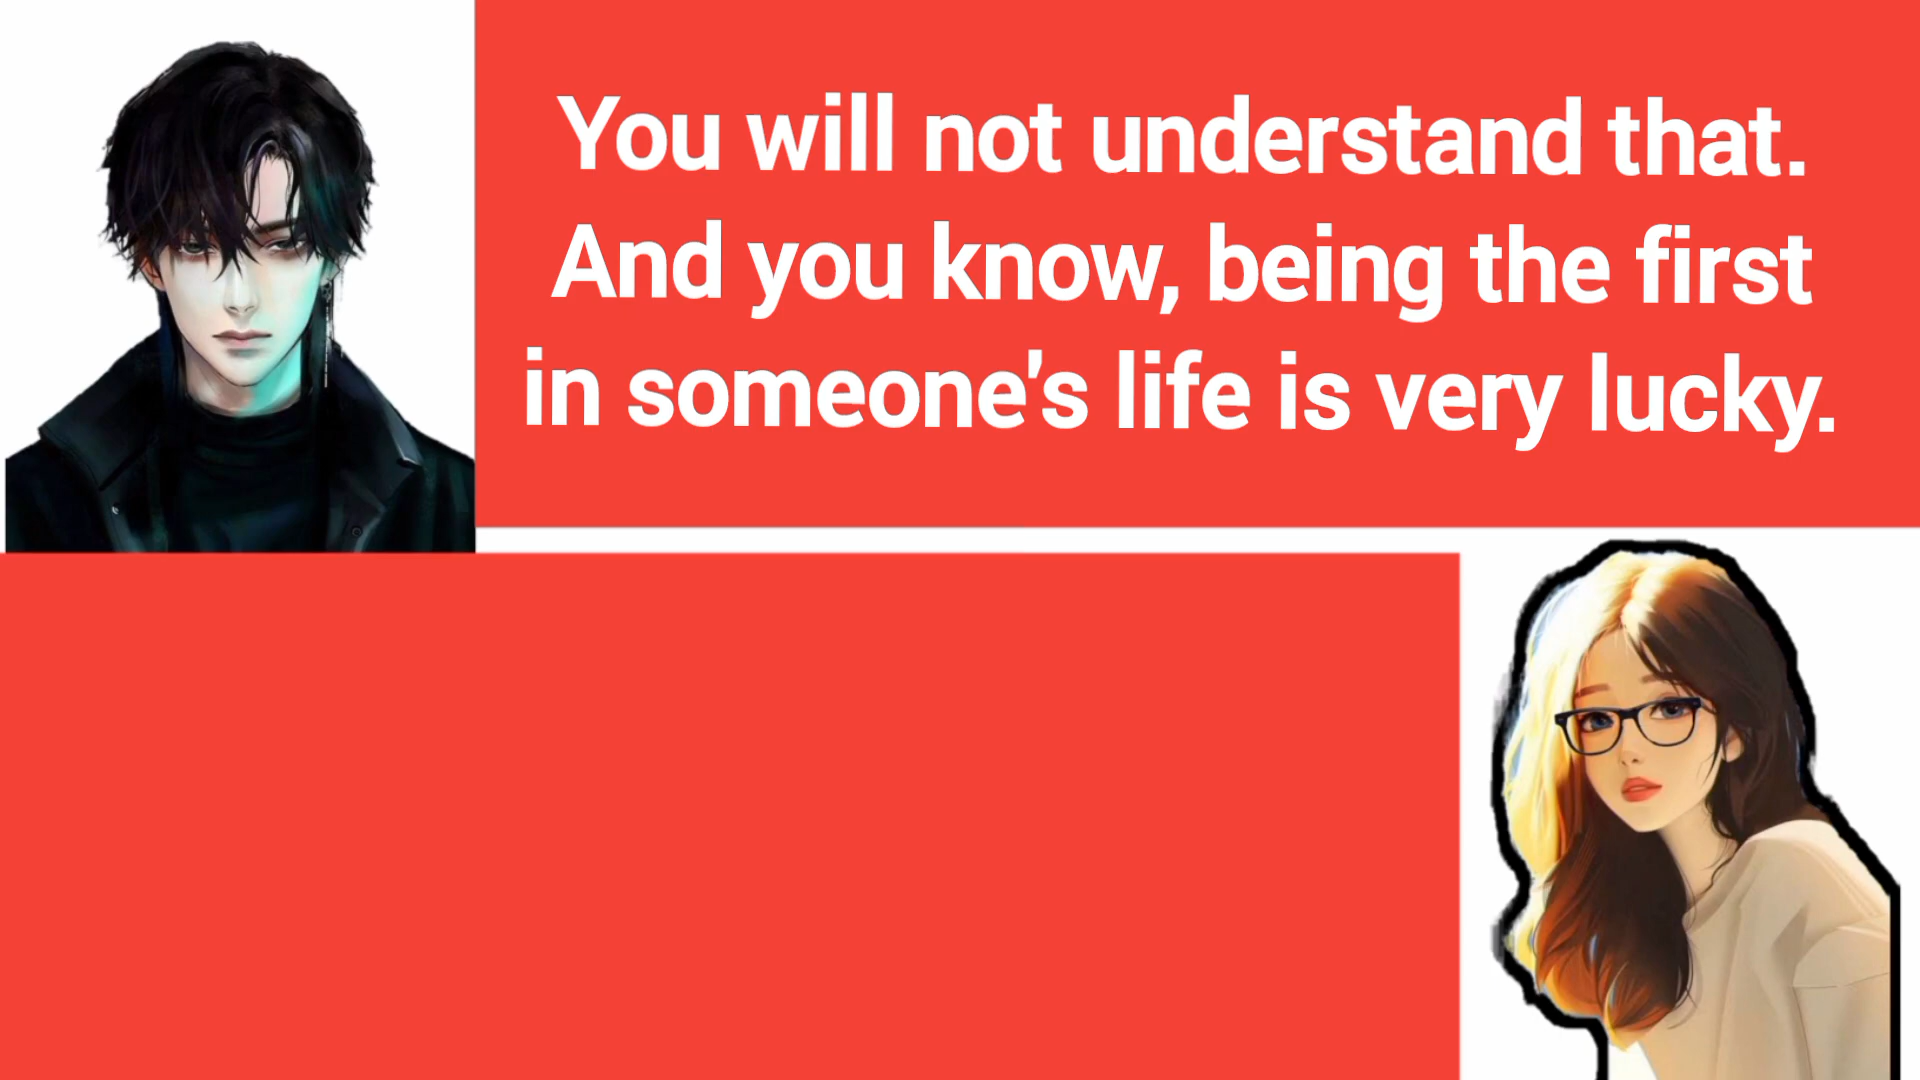 You will not understand that.
And you know, being the first
in someone's life is very lucky.